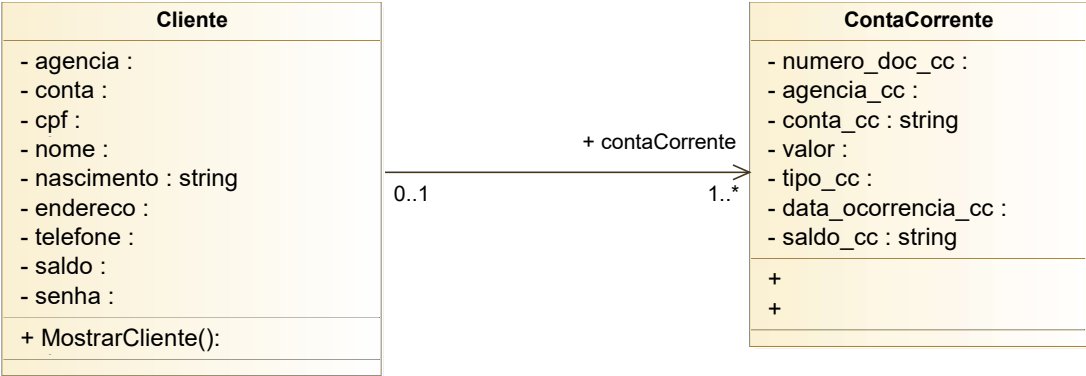 Cliente
- agencia :
- conta :
- cpf :
- nome :
- nascimento : string
- endereco :
- telefone :
- saldo :
- senha :
+ MostrarCliente():
+ contaCorrente
0..1
1..*
ContaCorrente
- numero_doc_cc :
- agencia_cc :
- conta_cc : string
- valor :
- tipo_cc :
- data_ocorrencia_cc :
- saldo_cc : string
+
+